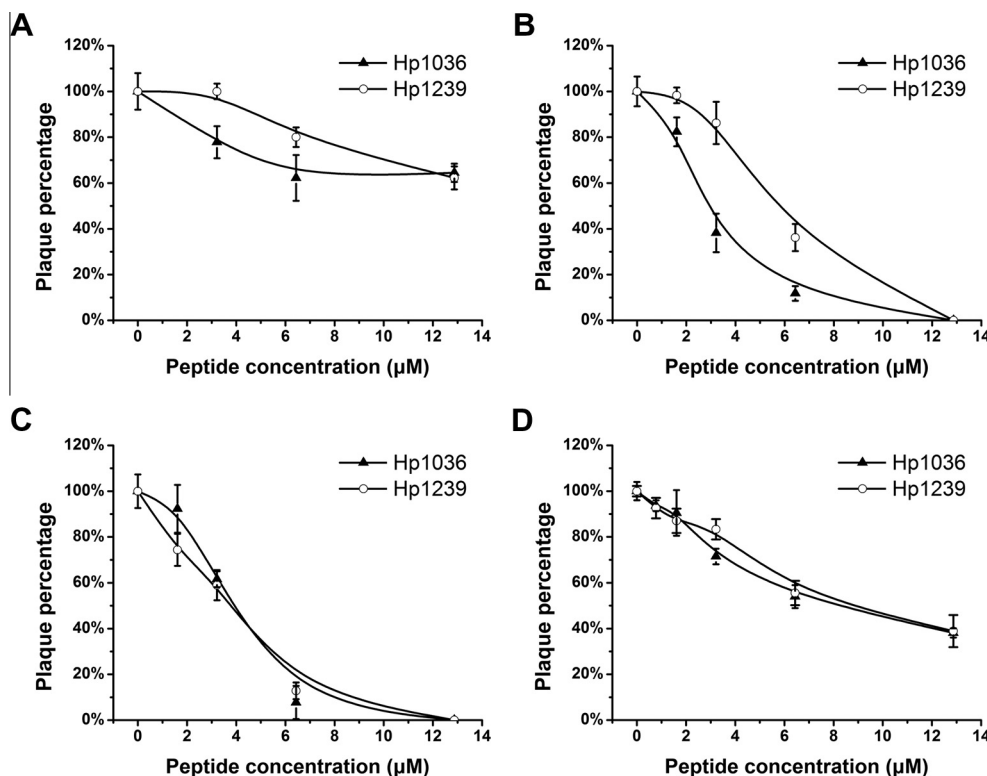 A
120%
100%
80%
60%
40%
20%
0%
Plaque percentage
Hp1036
Hp1239
0 2 4 6 8 10 12 14
Peptide concentration (µM)
B
120%
100%
80%
60%
40%
20%
0%
Plaque percentage
Hp1036
Hp1239
0 2 4 6 8 10 12 14
Peptide concentration (µM)
C
120%
100%
80%
60%
40%
20%
0%
Plaque percentage
Hp1036
Hp1239
0 2 4 6 8 10 12 14
Peptide concentration (µM)
D
120%
100%
80%
60%
40%
20%
0%
Plaque percentage
Hp1036
Hp1239
0 2 4 6 8 10 12 14
Peptide concentration (µM)